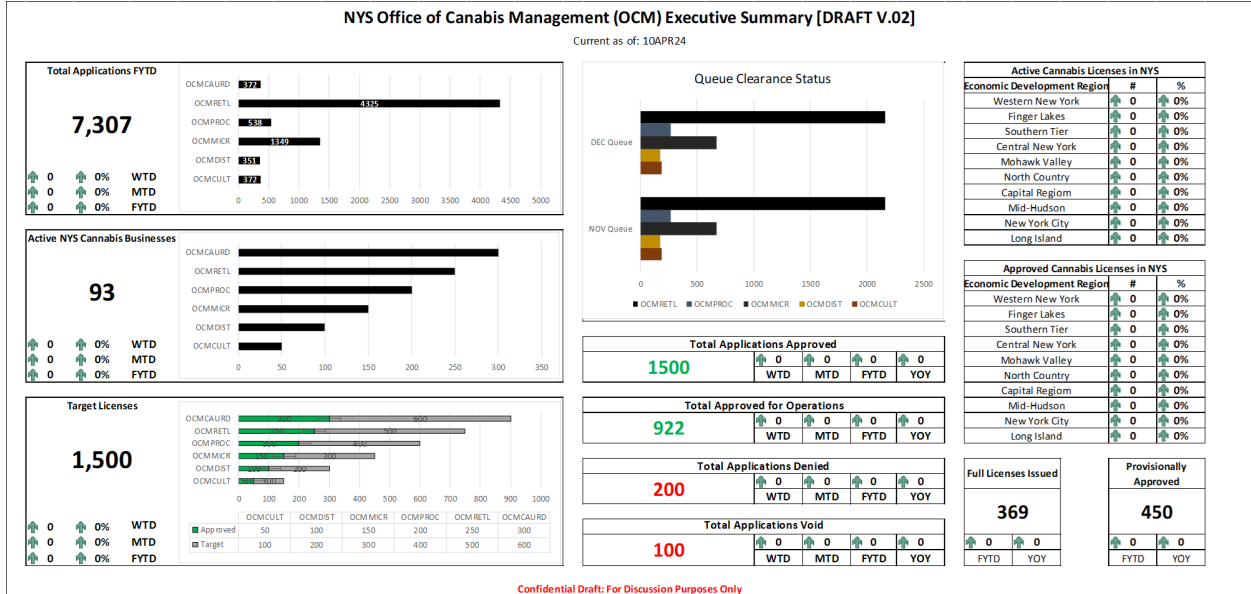 NYS Office of Canabis Management (OCM) Executive Summary [DRAFT V.02]
Current as of: 10APR24
Total Applications FYTD
7,307
0 0% WTD
0 0% MTD
0 0% FYTD
OCMCAURD 372
OCMRETL 4325
OCMPROC 538
OCMMICR 1349
OCMDIST 351
OCMCULT 372
0 500 1000 1500 2000 2500 3000 3500 4000 4500 5000
Active NYS Cannabis Businesses
93
0 0% WTD
0 0% MTD
0 0% FYTD
OCMCAURD
OCMRETL
OCMPROC
OCMMICR
OCMDIST
OCMCULT
0 50 100 150 200 250 300 350
Target Licenses
1,500
0 0% WTD
0 0% MTD
0 0% FYTD
OCMCAURD 300 600
OCMRETL 250 500
OCMPROC 200 400
OCMMICR 150 300
OCMDIST 100 200
OCMCULT 50 100
0 100 200 300 400 500 600 700 800 900 1000
OCMCULT OCMDIST OCMMICR OCMPROC OCMRETL OCMCAURD
Approved 50 100 150 200 250 300
Target 100 200 300 400 500 600
Queue Clearance Status
DEC Queue
NOV Queue
0 500 1000 1500 2000 2500
OCMRETL OCMPROC OCMMICR OCMDIST OCMCULT
Total Applications Approved
1500
0 0 0 0
WTD MTD FYTD YOY
Total Approved for Operations
922
0 0 0 0
WTD MTD FYTD YOY
Total Applications Denied
200
0 0 0 0
WTD MTD FYTD YOY
Total Applications Void
100
0 0 0 0
WTD MTD FYTD YOY
Active Cannabis Licenses in NYS
Economic Development Region # %
Western New York 0 0%
Finger Lakes 0 0%
Southern Tier 0 0%
Central New York 0 0%
Mohawk Valley 0 0%
North Country 0 0%
Capital Regiom 0 0%
Mid-Hudson 0 0%
New York City 0 0%
Long Island 0 0%
Approved Cannabis Licenses in NYS
Economic Development Region # %
Western New York 0 0%
Finger Lakes 0 0%
Southern Tier 0 0%
Central New York 0 0%
Mohawk Valley 0 0%
North Country 0 0%
Capital Regiom 0 0%
Mid-Hudson 0 0%
New York City 0 0%
Long Island 0 0%
Full Licenses Issued
369
0 0
FYTD YOY
Provisionally
Approved
450
0 0
FYTD YOY
Confidential Draft: For Discussion Purposes Only